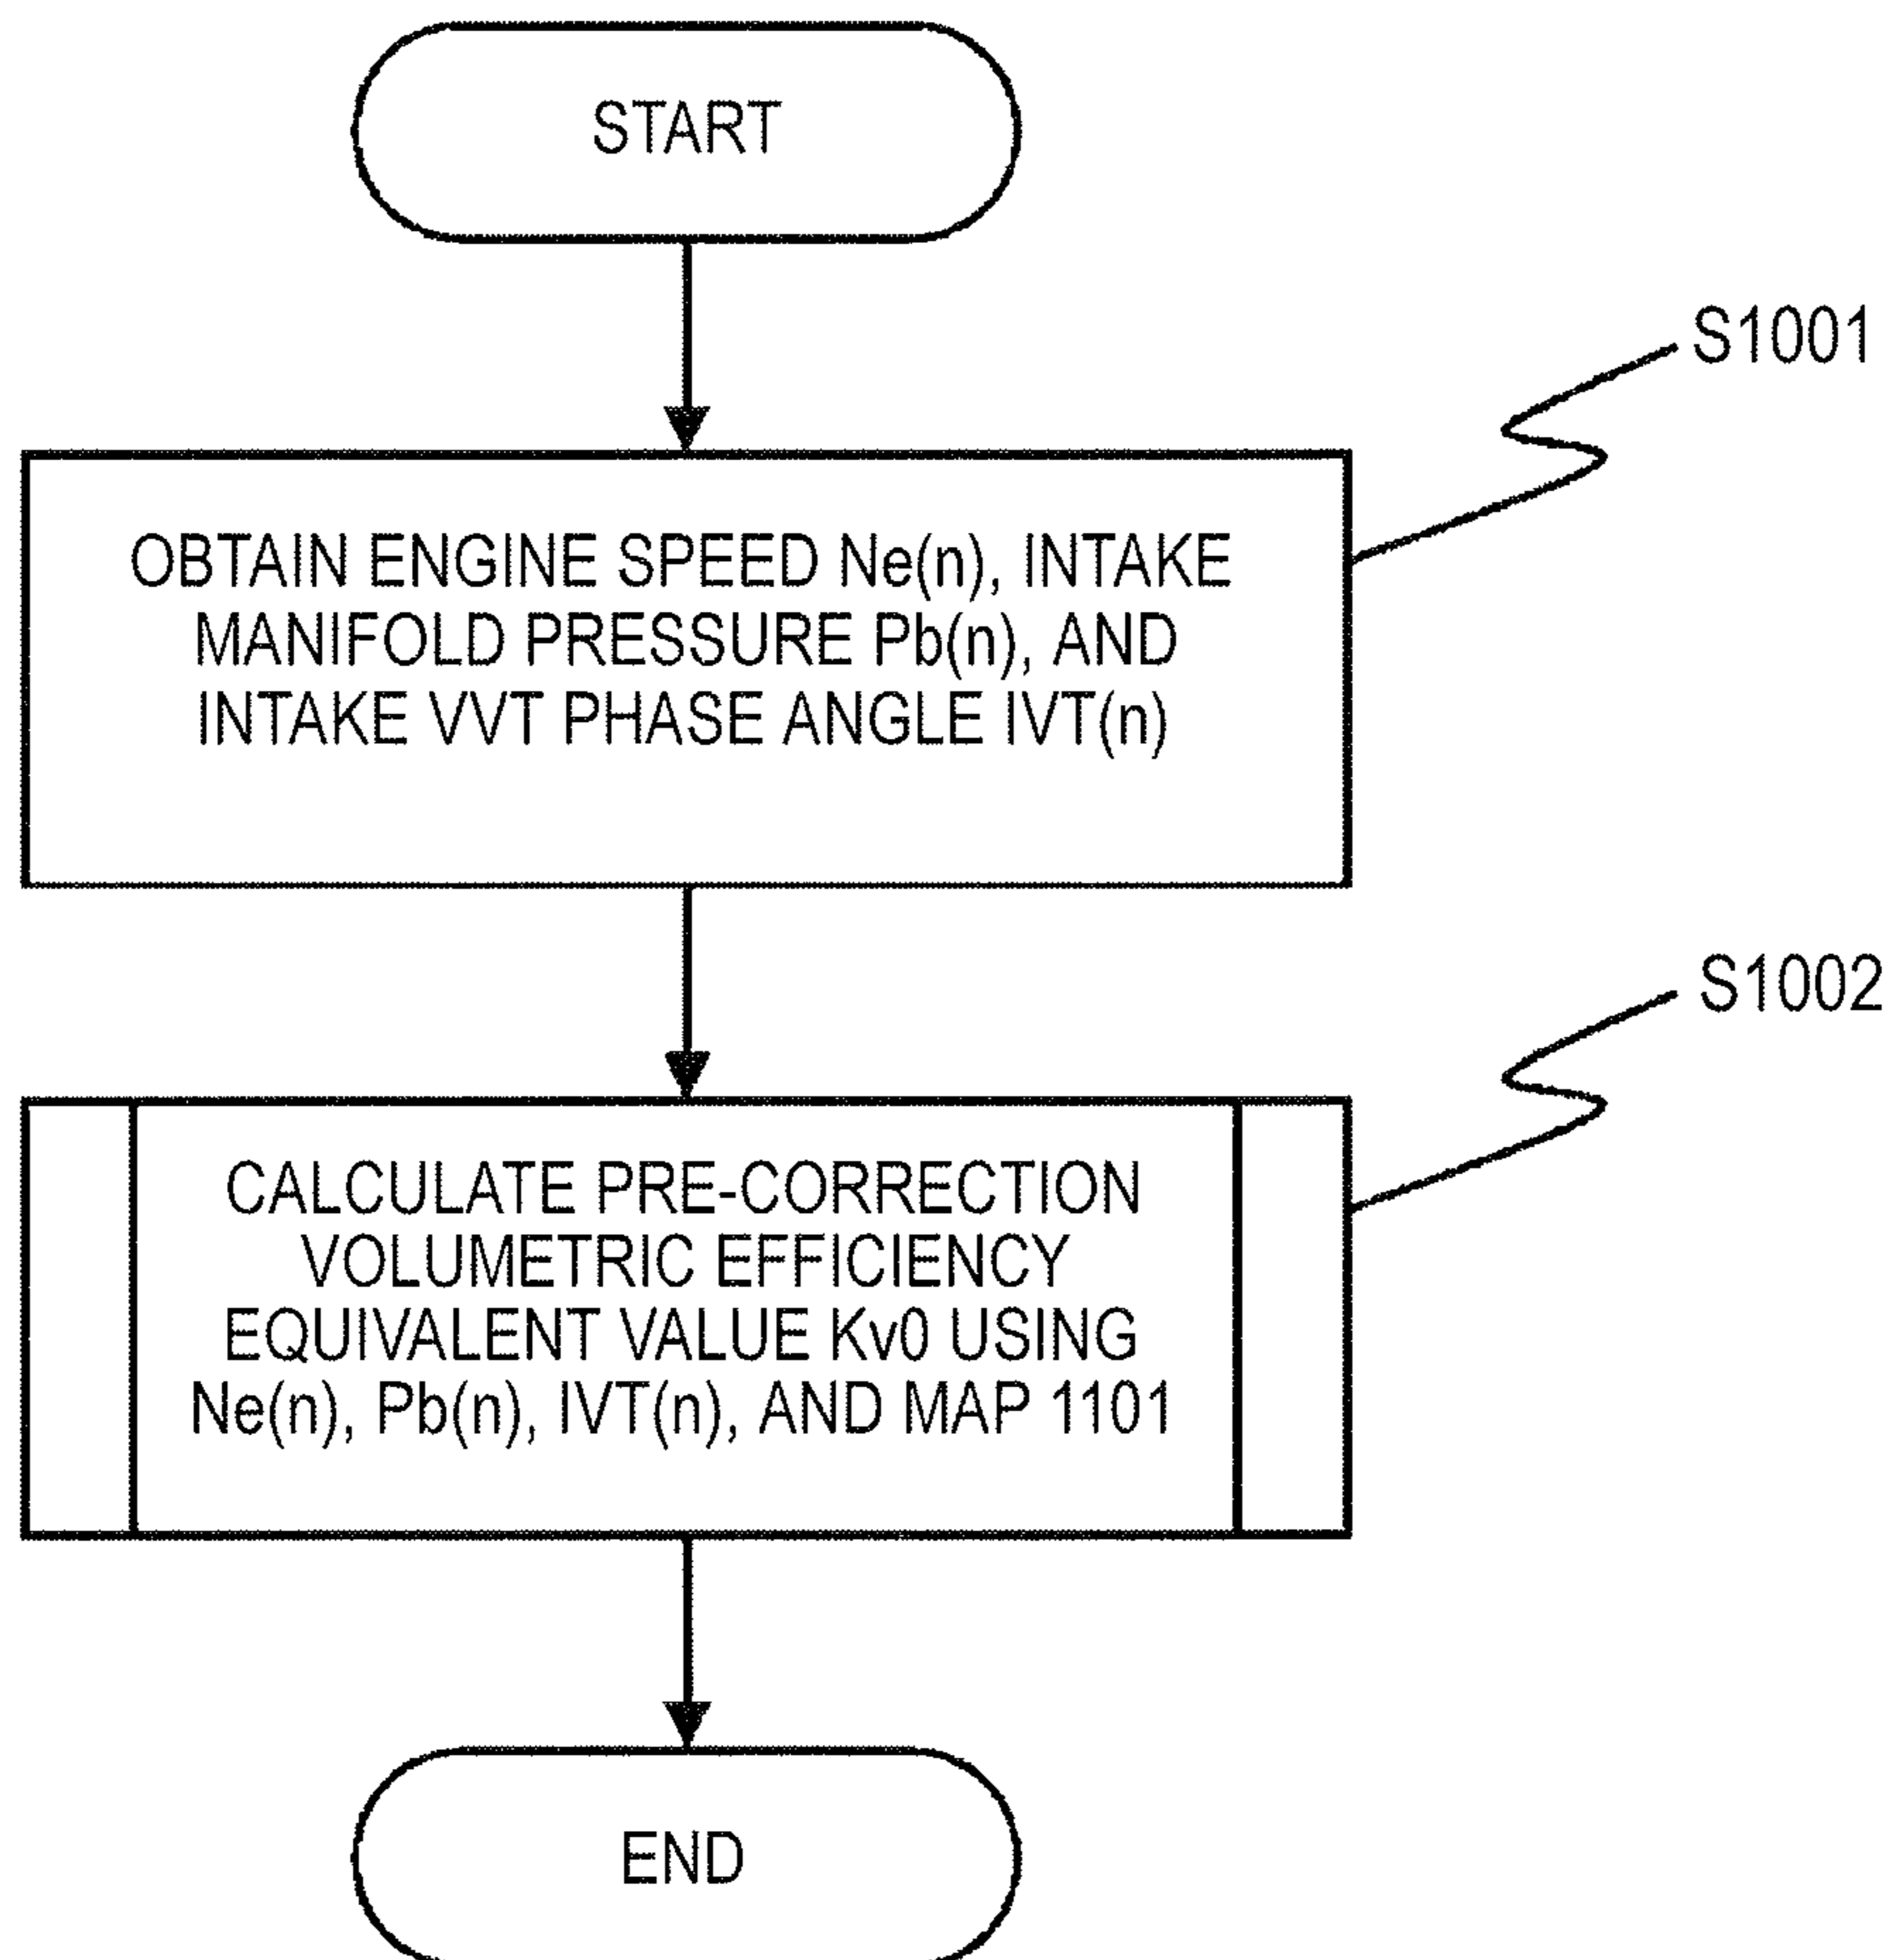 START
S1001
OBTAIN ENGINE SPEED Ne(n), INTAKE
MANIFOLD PRESSURE Pb(n), AND
INTAKE VVT PHASE ANGLE IVT(n)
S1002
CALCULATE PRE-CORRECTION
VOLUMETRIC EFFICIENCY
EQUIVALENT VALUE Kv0 USING
Ne(n), Pb(n), IVT(n), AND MAP 1101
END